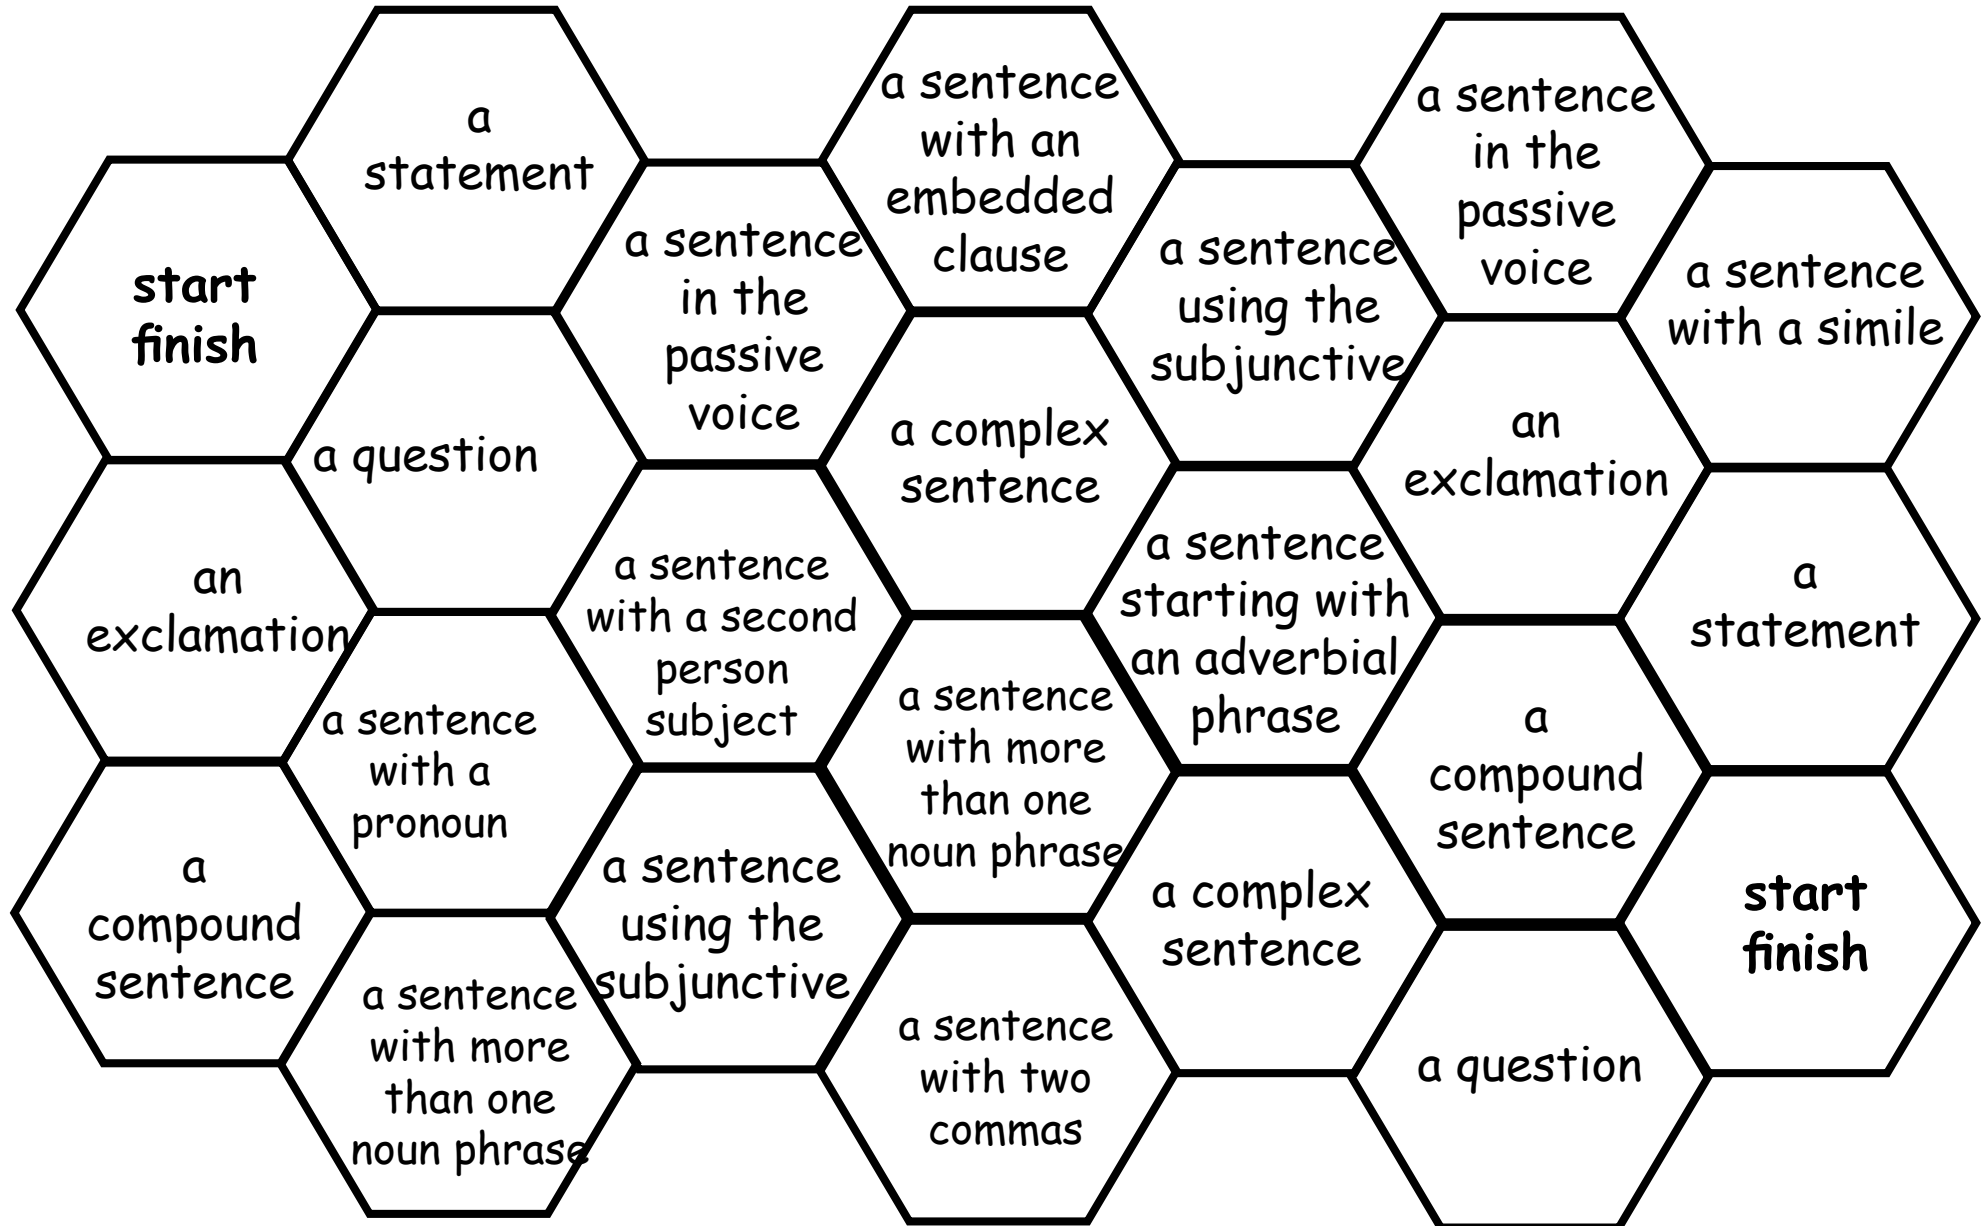 a
statement
a sentence
with an
embedded
clause
a sentence
in the
passive
voice
start
finish
a sentence
in the
passive
voice
a sentence
using the
subjunctive
a sentence
with a simile
a question
a complex
sentence
an
exclamation
an
exclamation
a sentence
with a second
person
subject
a sentence
starting with
an adverbial
phrase
a
statement
a sentence
with a
pronoun
a sentence
with more
than one
noun phrase
a
compound
sentence
a
compound
sentence
a sentence
using the
subjunctive
a complex
sentence
start
finish
a sentence
with more
than one
noun phrase
a sentence
with two
commas
a question